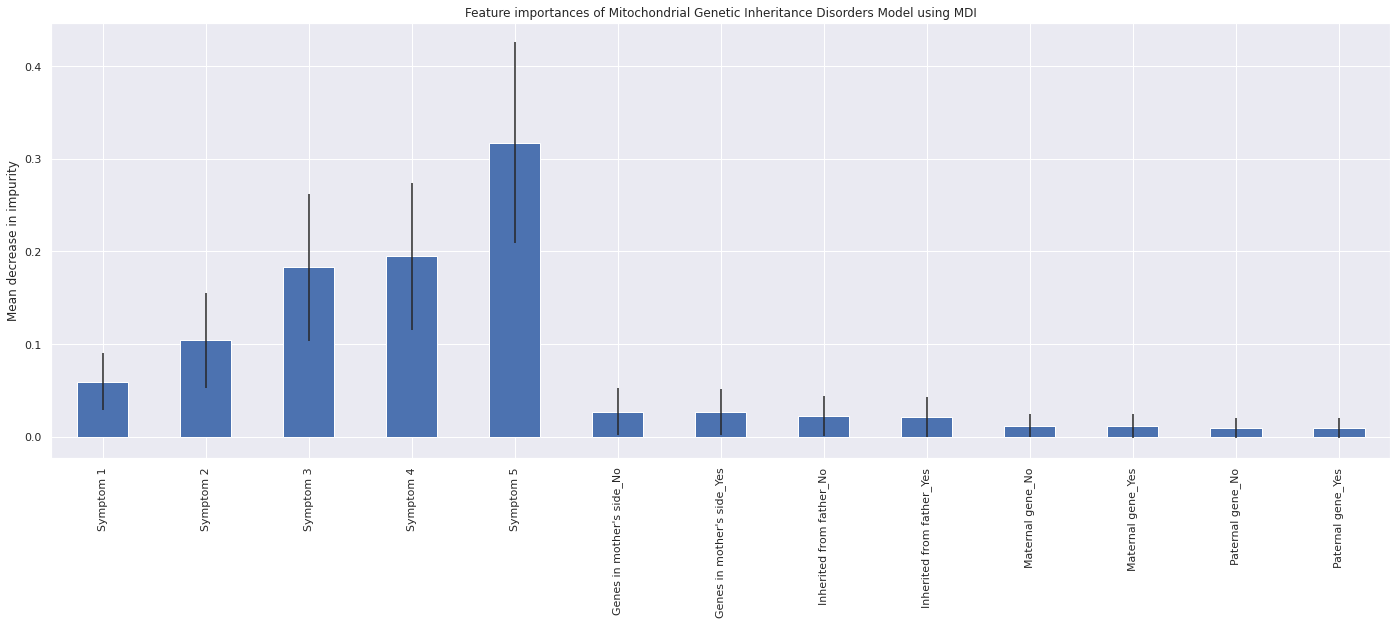 Feature importances of Mitochondrial Genetic Inheritance Disorders Model using MDI
Mean decrease in impurity
0.4
0.3
0.2
0.1
0.0
Symptom 1
Symptom 2
Symptom 3
Symptom 4
Symptom 5
Genes in mother's side_No
Genes in mother's side_Yes
Inherited from father_No
Inherited from father_Yes
Maternal gene_No
Maternal gene_Yes
Paternal gene_No
Paternal gene_Yes